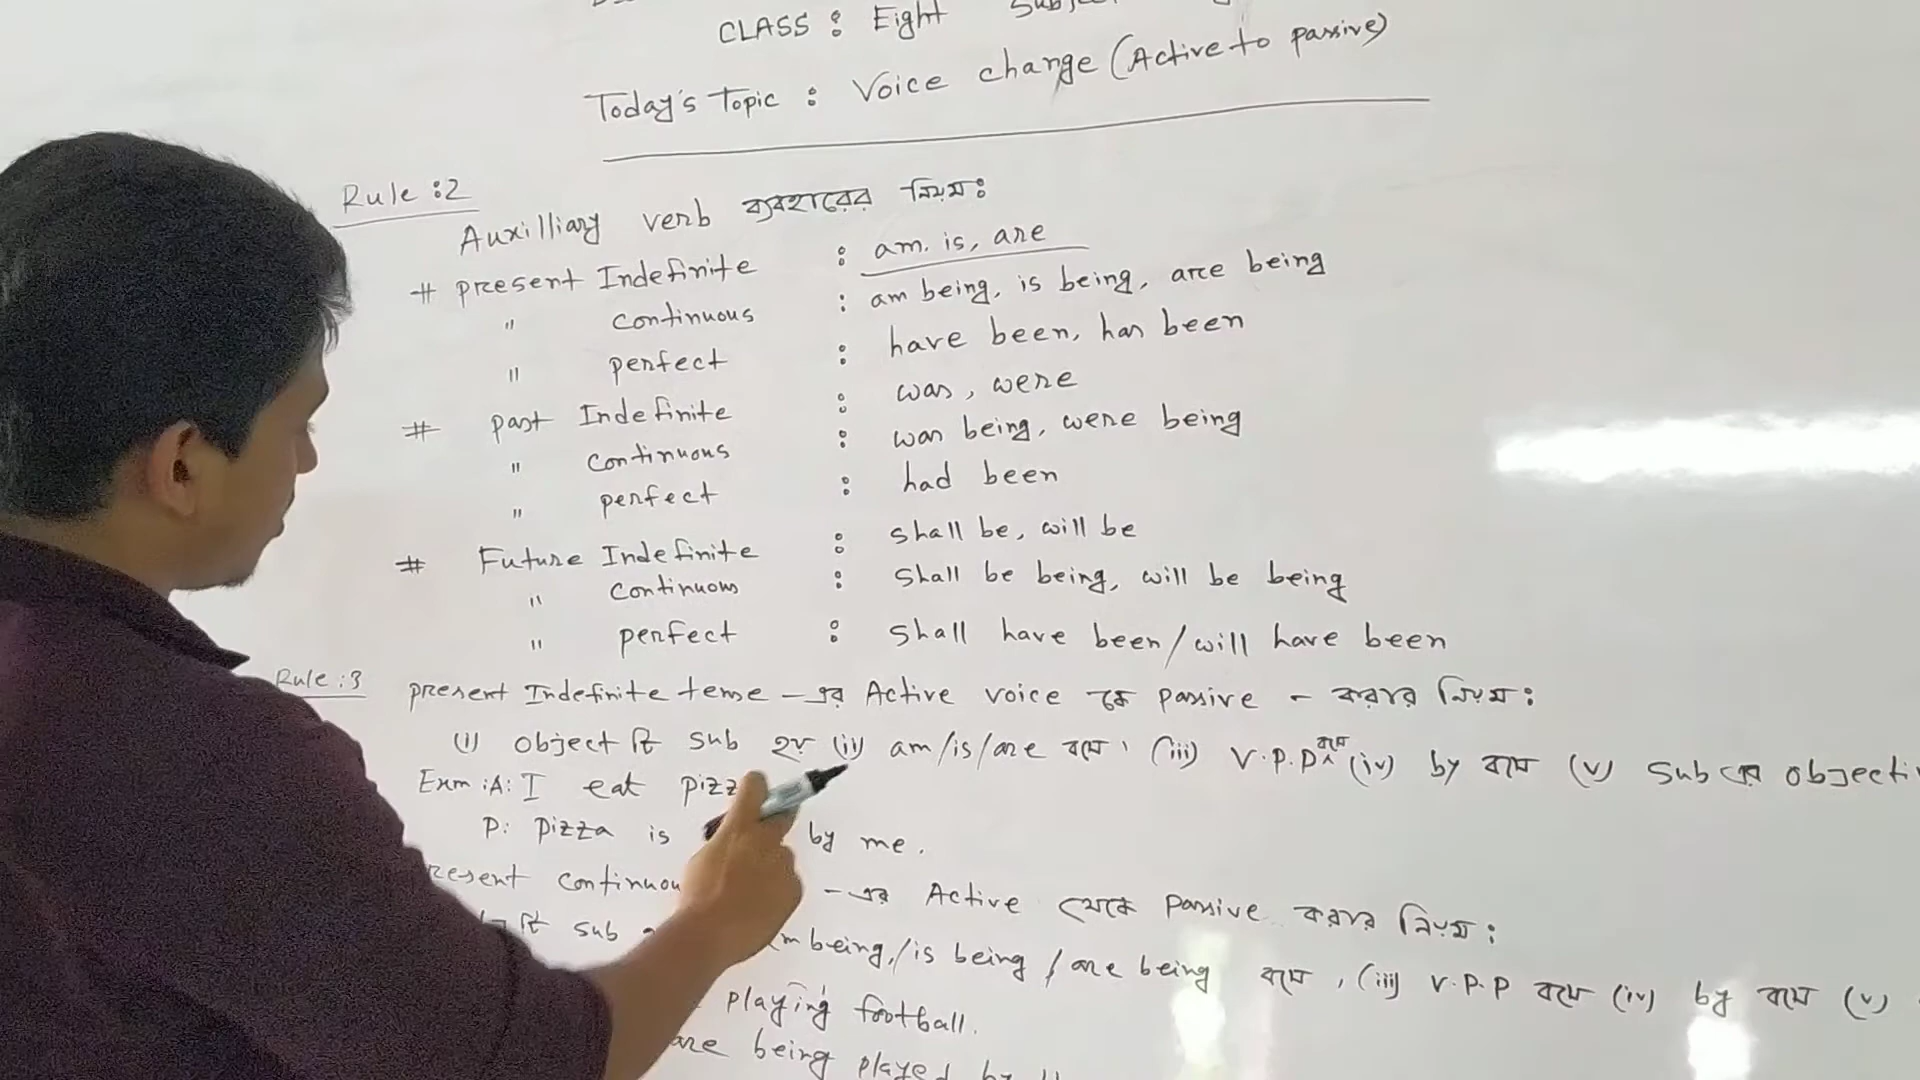 CLASS : Eight
Today's Topic : Voice change (Active to passive)
Rule :2
Auxilliary verb ব্যবহারের নিয়ম:
# present Indefinite : am. is, are
" continuous : am being, is being, are being
" perfect : have been, has been
# past Indefinite : was, were
" continuous : was being, were being
" perfect : had been
# Future Indefinite : shall be, will be
" continuous : shall be being, will be being
" perfect : shall have been/will have been
Rule :3 present Indefinite tense -এর Active voice কে passive - করার নিয়ম:
(i) object টি sub হয় (ii) am/is/are বসে। (iii) V.P.P বসে (iv) by বসে (v) Sub এর
Exm :A: I eat
P: pizza is by me.
continuous -এর Active থেকে passive করার নিয়ম:
টি sub being/is being/are being বসে, (iii) V.P.P বসে (iv) by বসে (v)
playing football.
are being played